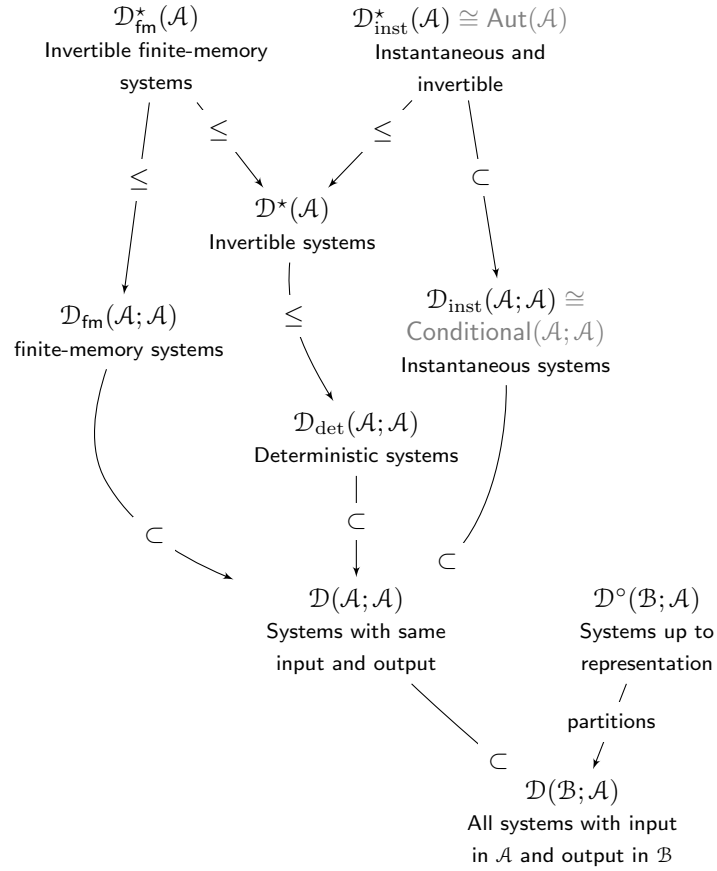 𝒟⋆fm(𝒜)
Invertible finite-memory
systems
𝒟⋆inst(𝒜) ≅ Aut(𝒜)
Instantaneous and
invertible
≤
≤
≤
⊂
𝒟⋆(𝒜)
Invertible systems
𝒟fm(𝒜; 𝒜)
finite-memory systems
≤
𝒟inst(𝒜; 𝒜) ≅
Conditional(𝒜; 𝒜)
Instantaneous systems
𝒟det(𝒜; 𝒜)
Deterministic systems
⊂
⊂
⊂
𝒟(𝒜; 𝒜)
Systems with same
input and output
𝒟°(ℬ; 𝒜)
Systems up to
representation
partitions
⊂
𝒟(ℬ; 𝒜)
All systems with input
in 𝒜 and output in ℬ